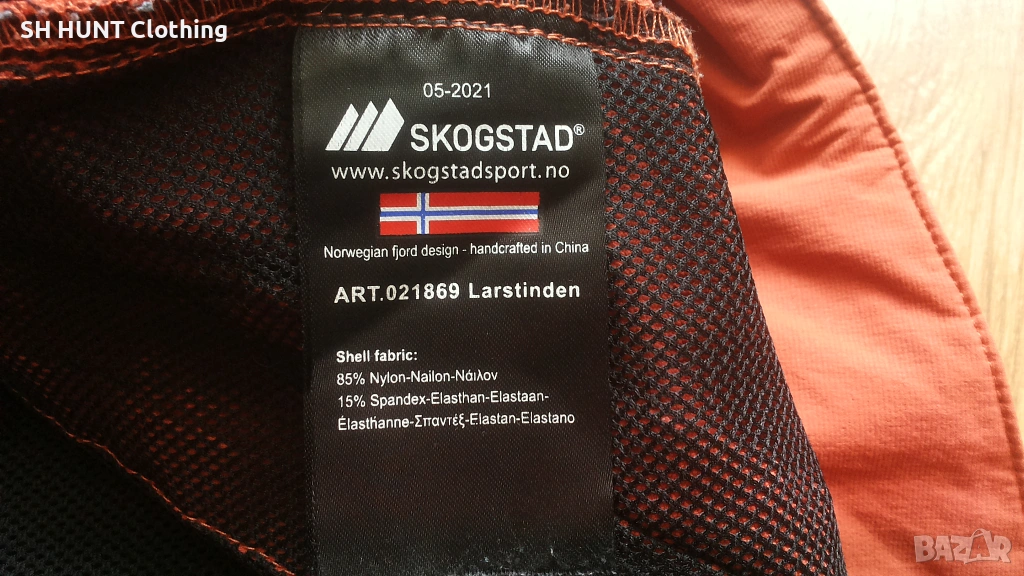 SH HUNT Clothing
05-2021
SKOGSTAD®
www.skogstadsport.no
Norwegian fjord design - handcrafted in China
ART.021869 Larstinden
Shell fabric:
85% Nylon-Nailon-Νάιλον
15% Spandex-Elasthan-Elastaan-
Élasthanne-Σπαντέξ-Elastan-Elastano
BAZAR